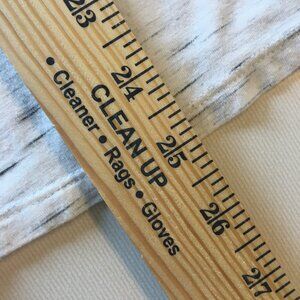 23 24 25 26 27
CLEAN UP
• Cleaner • Rags • Gloves